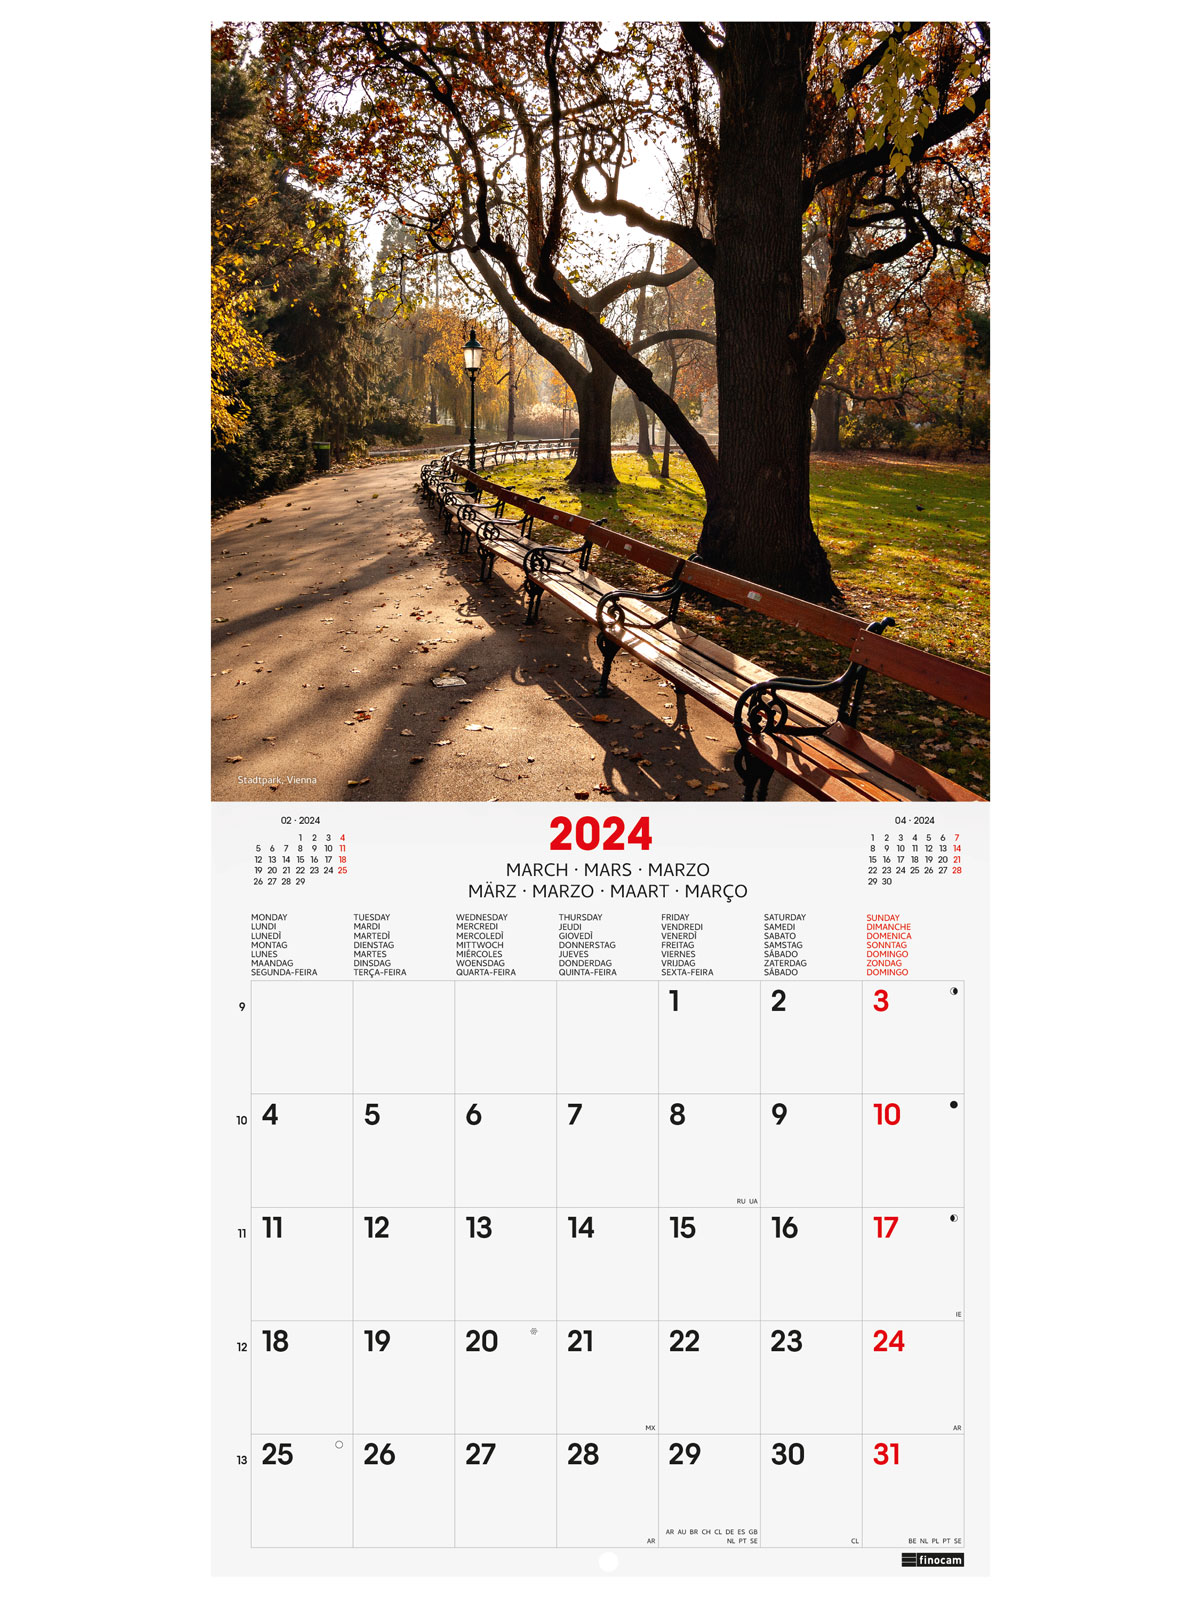 Stadtpark, Vienna
02 · 2024
1 2 3 4
5 6 7 8 9 10 11
12 13 14 15 16 17 18
19 20 21 22 23 24 25
26 27 28 29
2024
MARCH · MARS · MARZO
MÄRZ · MARZO · MAART · MARÇO
04 · 2024
1 2 3 4 5 6 7
8 9 10 11 12 13 14
15 16 17 18 19 20 21
22 23 24 25 26 27 28
29 30
MONDAY TUESDAY WEDNESDAY THURSDAY FRIDAY SATURDAY SUNDAY
LUNDI MARDI MERCREDI JEUDI VENDREDI SAMEDI DIMANCHE
LUNEDÌ MARTEDÌ MERCOLEDÌ GIOVEDÌ VENERDÌ SABATO DOMENICA
MONTAG DIENSTAG MITTWOCH DONNERSTAG FREITAG SAMSTAG SONNTAG
LUNES MARTES MIÉRCOLES JUEVES VIERNES SÁBADO DOMINGO
MAANDAG DINSDAG WOENSDAG DONDERDAG VRIJDAG ZATERDAG ZONDAG
SEGUNDA-FEIRA TERÇA-FEIRA QUARTA-FEIRA QUINTA-FEIRA SEXTA-FEIRA SÁBADO DOMINGO
9 1 2 3
10 4 5 6 7 8 9 10
RU UA
11 11 12 13 14 15 16 17
IE
12 18 19 20 21 22 23 24
MX AR
13 25 26 27 28 29 30 31
AR AU BR CH CL DE ES GB
AR NL PT SE CL BE NL PL PT SE
finocam